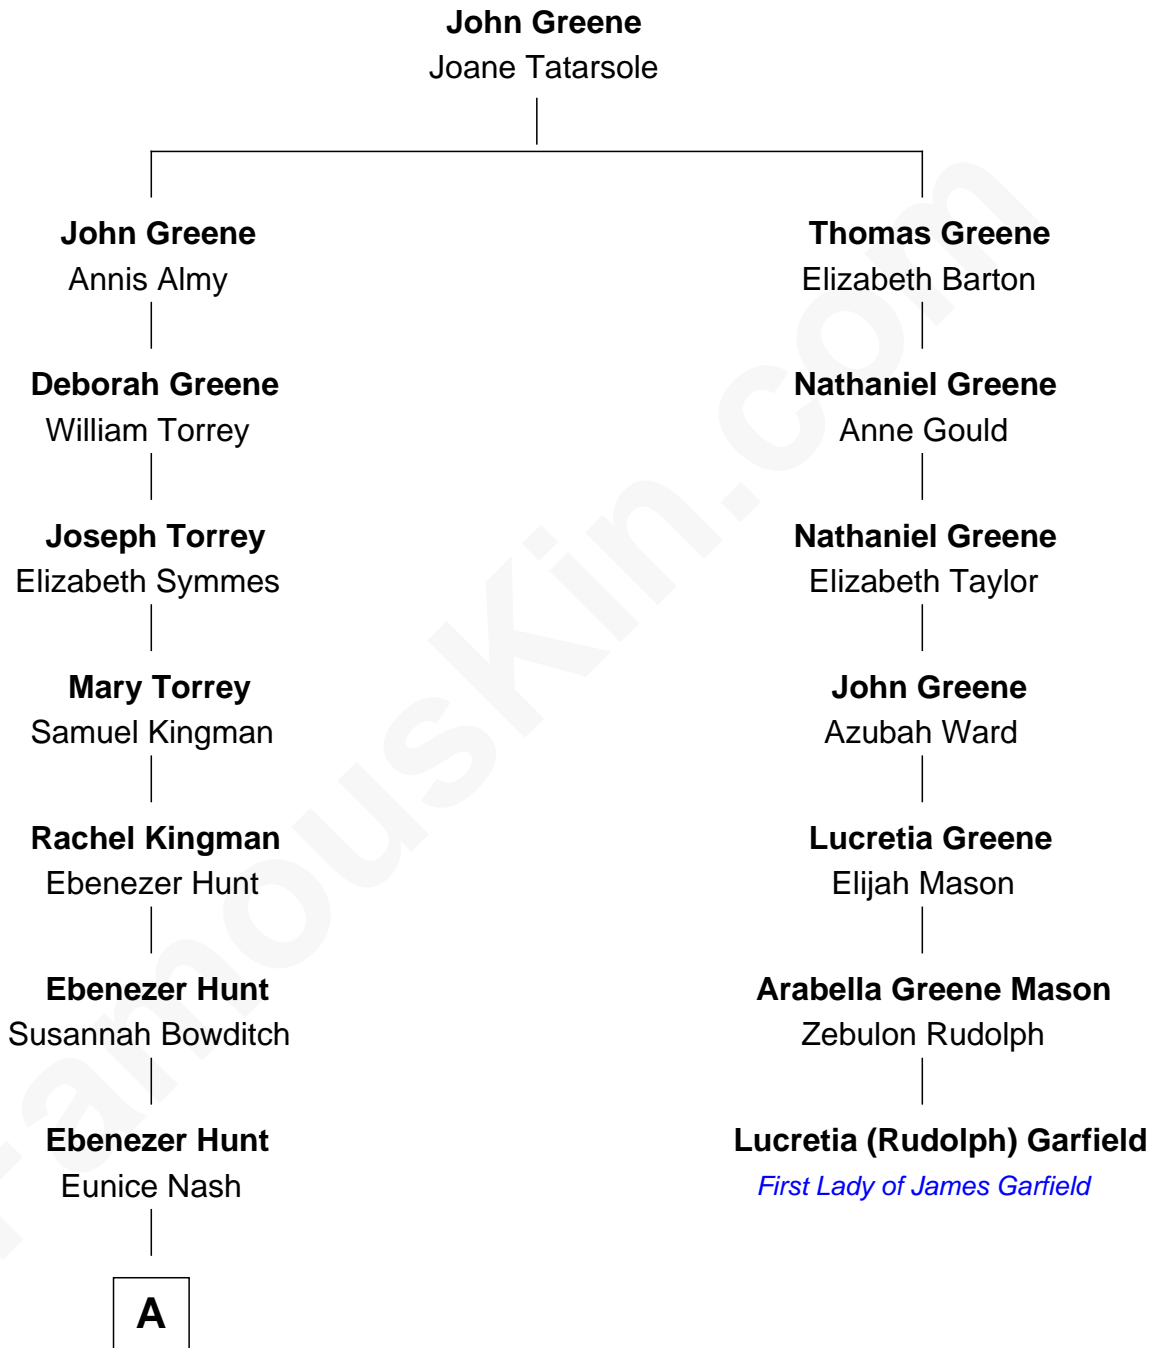 John Greene
Joane Tatarsole
John Greene
Annis Almy
Deborah Greene
William Torrey
Joseph Torrey
Elizabeth Symmes
Mary Torrey
Samuel Kingman
Rachel Kingman
Ebenezer Hunt
Ebenezer Hunt
Susannah Bowditch
Ebenezer Hunt
Eunice Nash
A
Thomas Greene
Elizabeth Barton
Nathaniel Greene
Anne Gould
Nathaniel Greene
Elizabeth Taylor
John Greene
Azubah Ward
Lucretia Greene
Elijah Mason
Arabella Greene Mason
Zebulon Rudolph
Lucretia (Rudolph) Garfield
First Lady of James Garfield
FamousKin.com